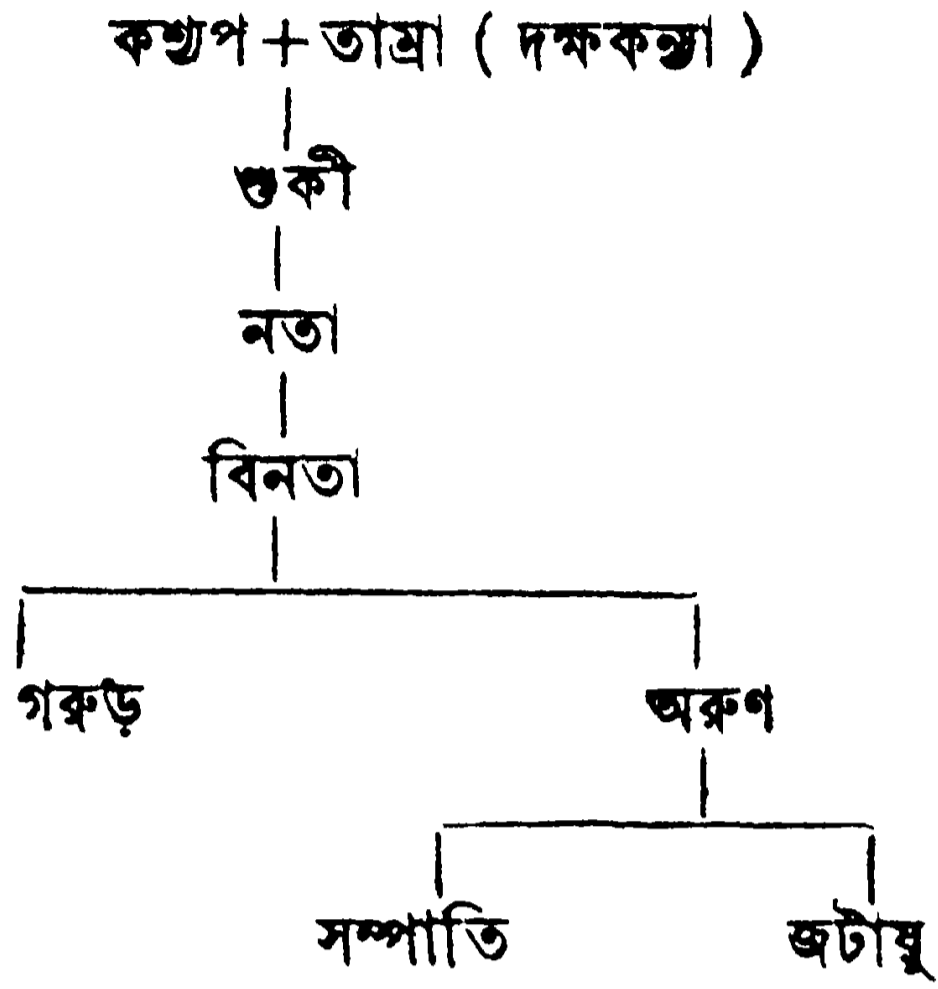 কশ্যপ + তাম্রা ( দক্ষকন্যা )
শুকী
নতা
বিনতা
গরুড় অরুণ
সম্পাতি জটায়ু